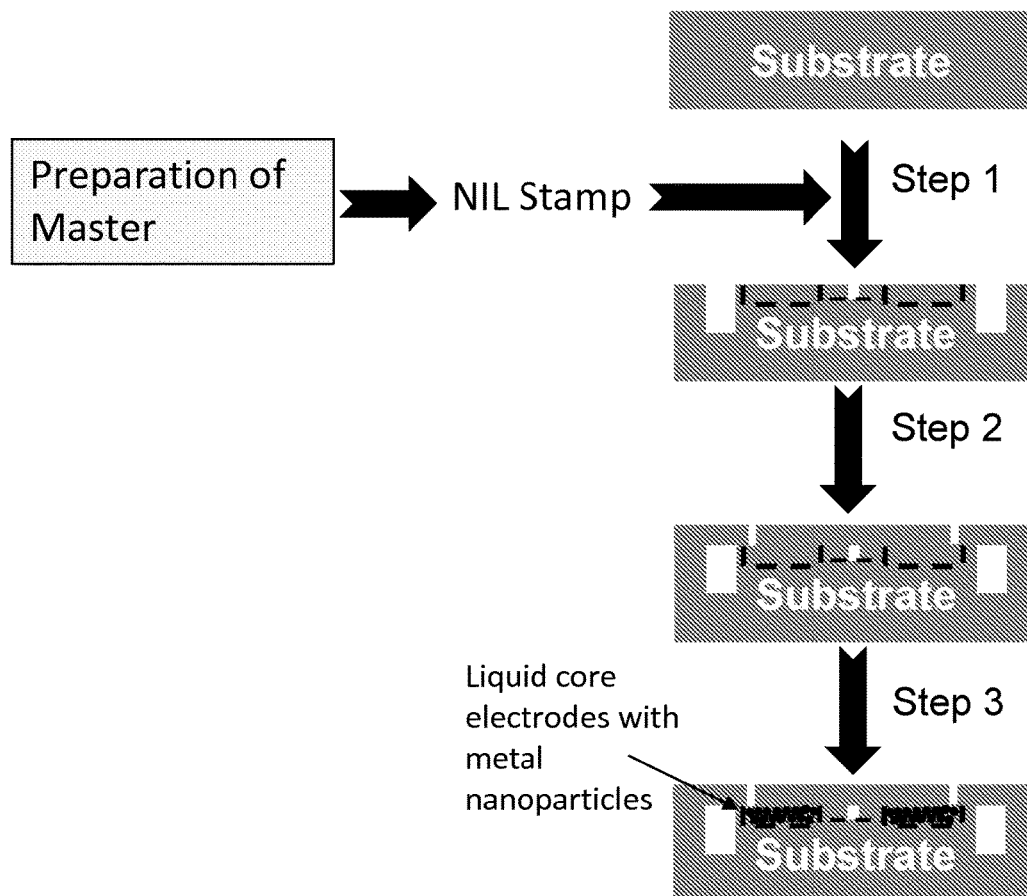 Substrate
Preparation of
Master
NIL Stamp
Step 1
Substrate
Step 2
Substrate
Liquid core
electrodes with
metal
nanoparticles
Step 3
Substrate